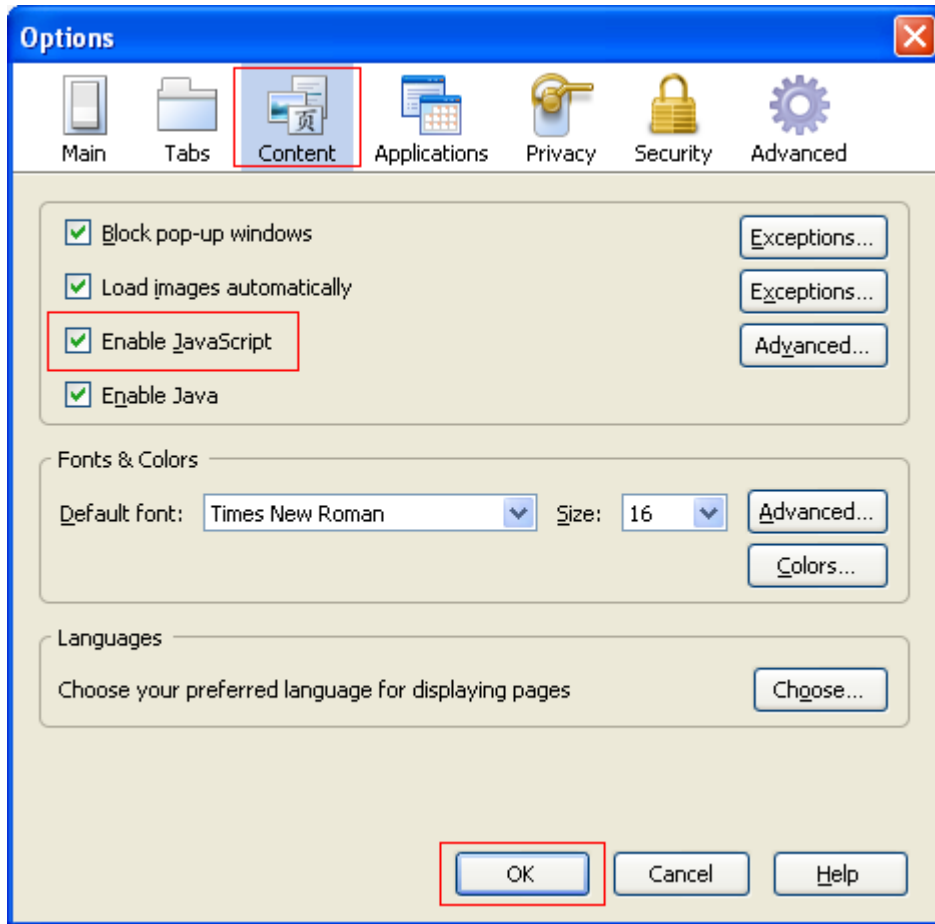 Options
页
Main Tabs Content Applications Privacy Security Advanced
Block pop-up windows Exceptions...
Load images automatically Exceptions...
Enable JavaScript Advanced...
Enable Java
Fonts & Colors
Default font: Times New Roman Size: 16 Advanced...
Colors...
Languages
Choose your preferred language for displaying pages Choose...
OK Cancel Help